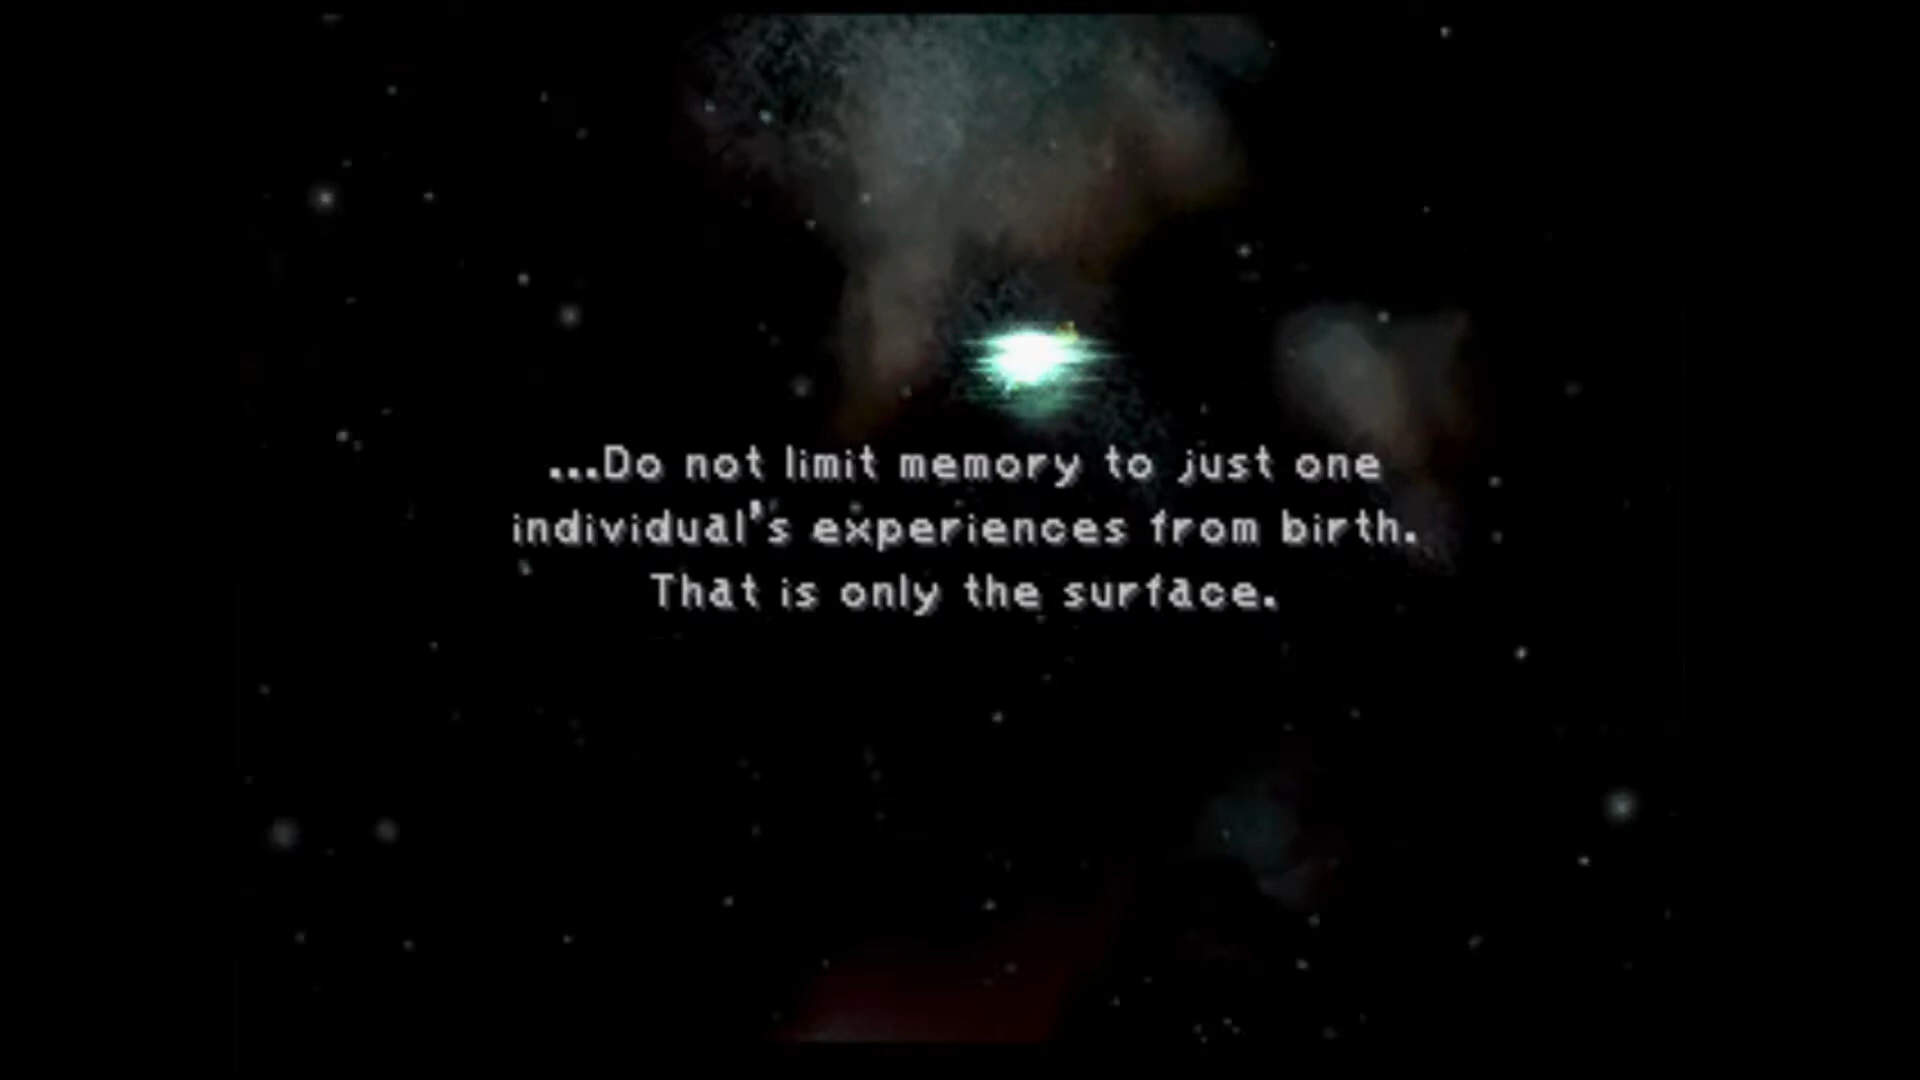 ...Do not limit memory to just one
individual's experiences from birth.
That is only the surface.